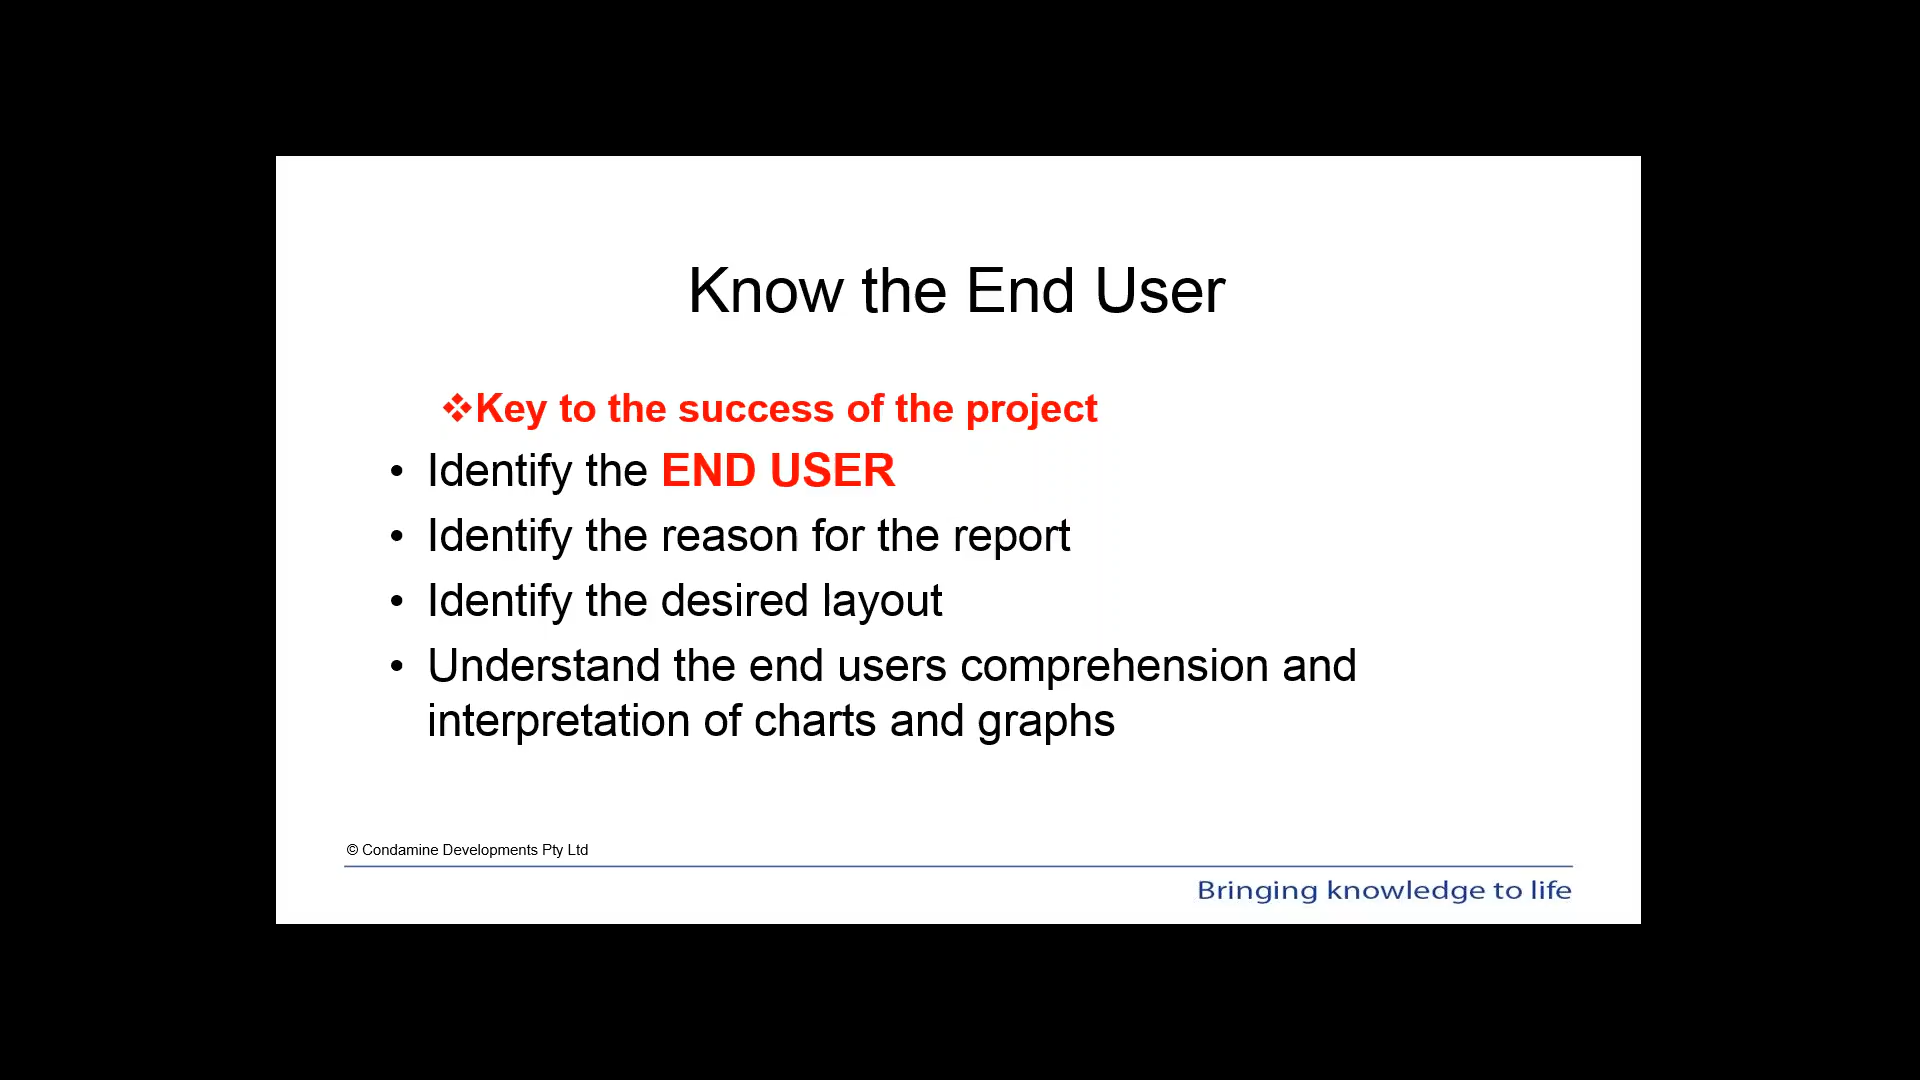 Know the End User
❖Key to the success of the project
• Identify the END USER
• Identify the reason for the report
• Identify the desired layout
• Understand the end users comprehension and
interpretation of charts and graphs
© Condamine Developments Pty Ltd
Bringing knowledge to life